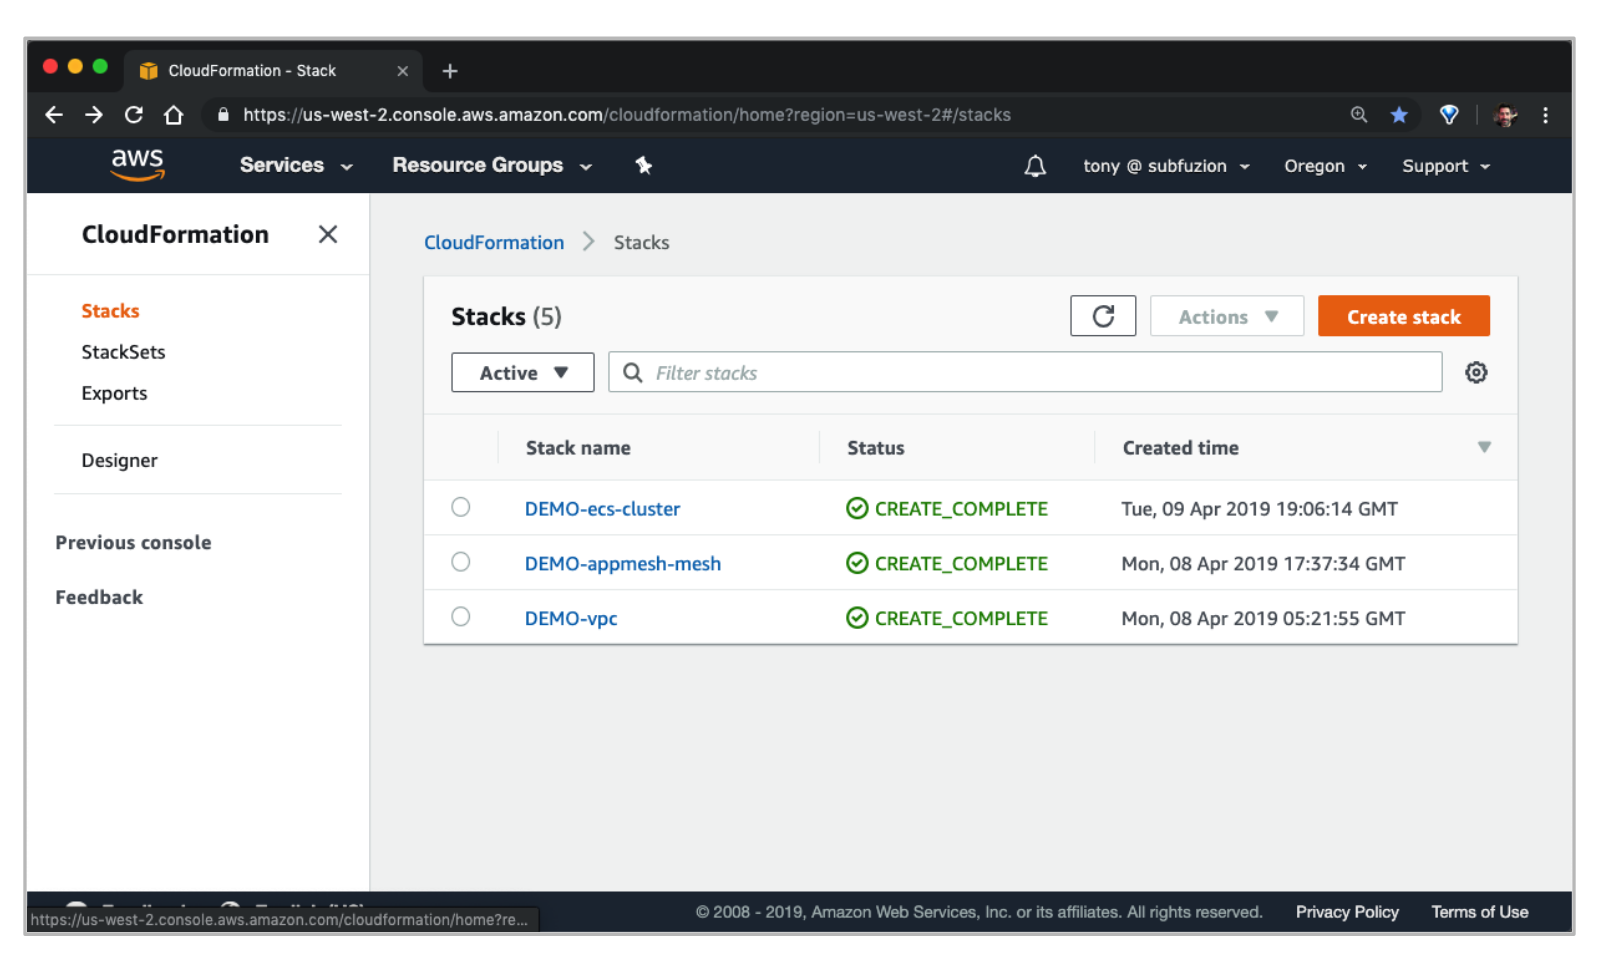 CloudFormation - Stack
https://us-west-2.console.aws.amazon.com/cloudformation/home?region=us-west-2#/stacks
aws Services Resource Groups tony @ subfuzion Oregon Support
CloudFormation
Stacks
StackSets
Exports
Designer
Previous console
Feedback
CloudFormation Stacks
Stacks (5) Actions Create stack
Active Filter stacks
Stack name Status Created time
DEMO-ecs-cluster CREATE_COMPLETE Tue, 09 Apr 2019 19:06:14 GMT
DEMO-appmesh-mesh CREATE_COMPLETE Mon, 08 Apr 2019 17:37:34 GMT
DEMO-vpc CREATE_COMPLETE Mon, 08 Apr 2019 05:21:55 GMT
https://us-west-2.console.aws.amazon.com/cloudformation/home?re...
© 2008 - 2019, Amazon Web Services, Inc. or its affiliates. All rights reserved. Privacy Policy Terms of Use